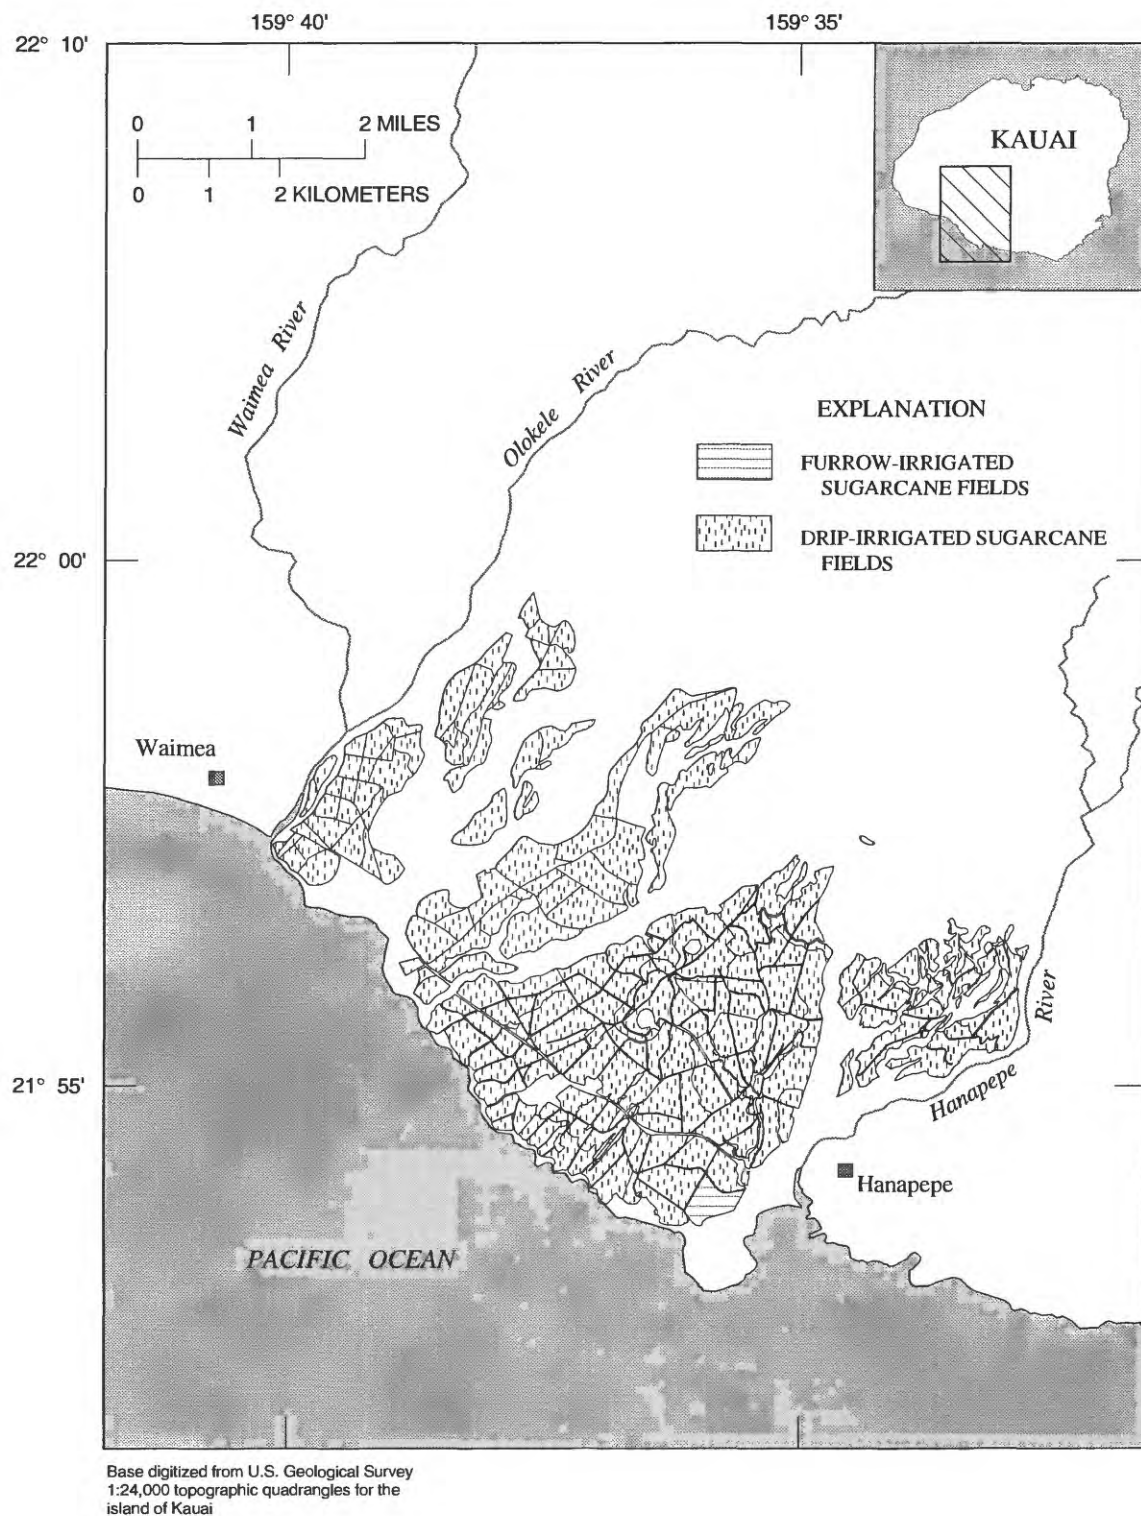 159° 40'
159° 35'
22° 10'
0 1 2 MILES
0 1 2 KILOMETERS
KAUAI
Waimea River
Olokele River
EXPLANATION
FURROW-IRRIGATED
SUGARCANE FIELDS
22° 00'
DRIP-IRRIGATED SUGARCANE
FIELDS
Waimea
21° 55'
Hanapepe River
Hanapepe
PACIFIC OCEAN
Base digitized from U.S. Geological Survey
1:24,000 topographic quadrangles for the
island of Kauai